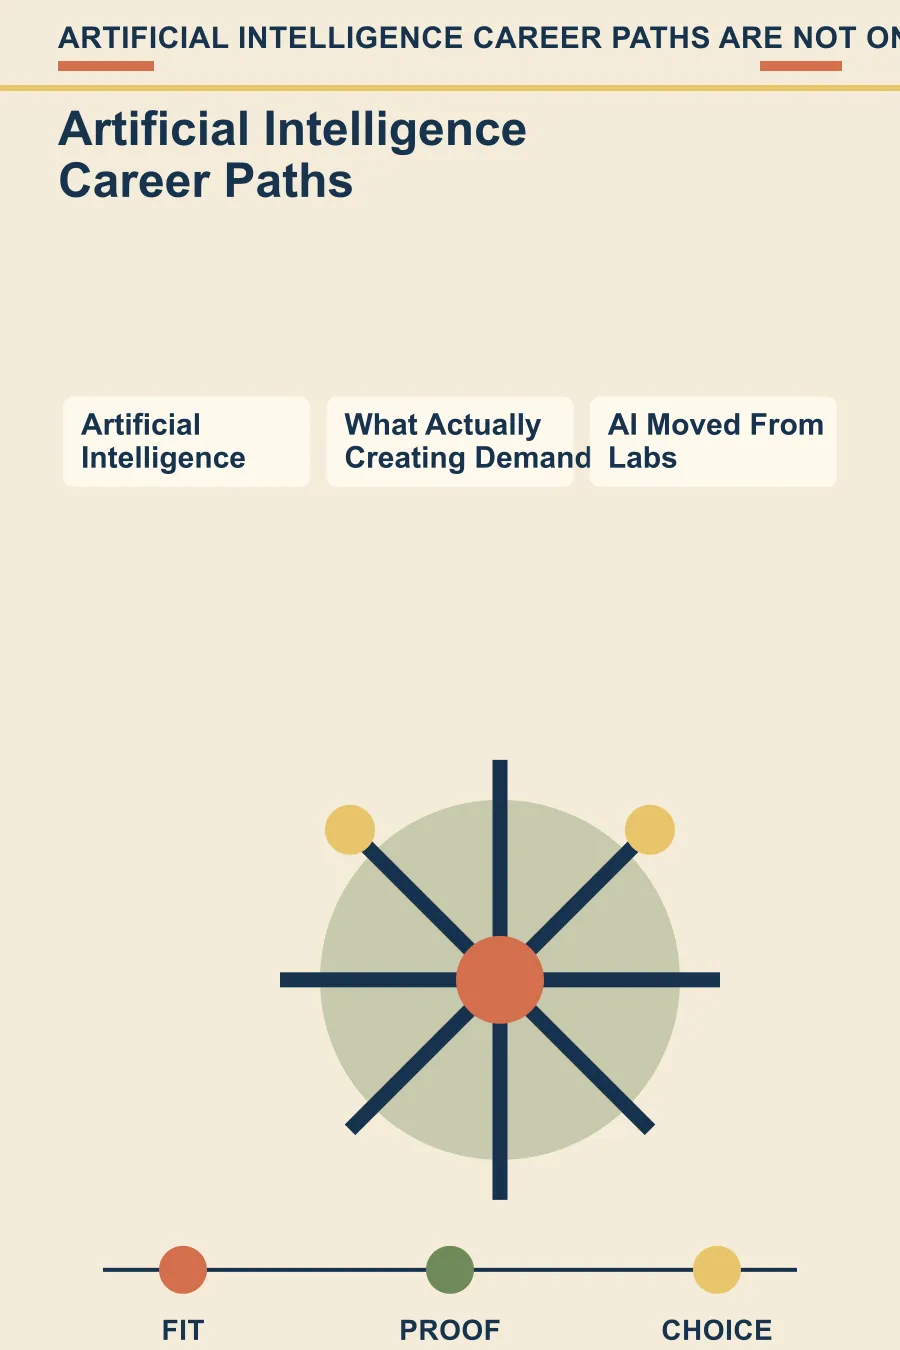 ARTIFICIAL INTELLIGENCE CAREER PATHS ARE NOT
Artificial Intelligence
Career Paths
Artificial
Intelligence
What Actually
Creating Demand
AI Moved From
Labs
FIT
PROOF
CHOICE